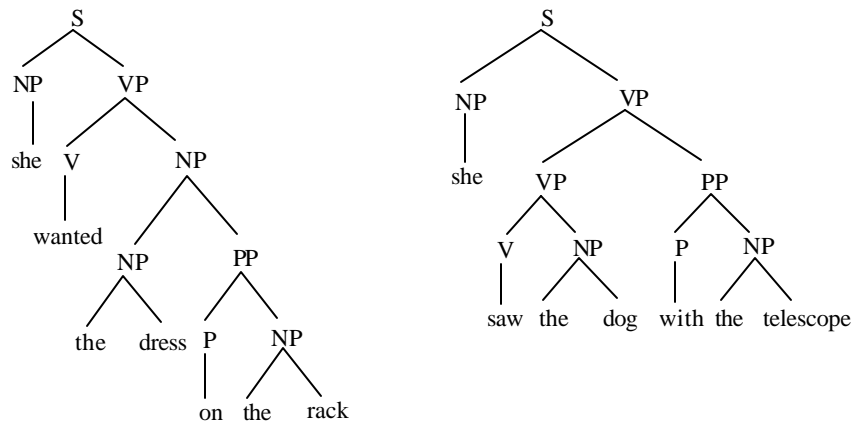 S
NP VP
she V NP
wanted
NP PP
the dress P NP
on the rack
S
NP VP
she
VP PP
V NP P NP
saw the dog with the telescope